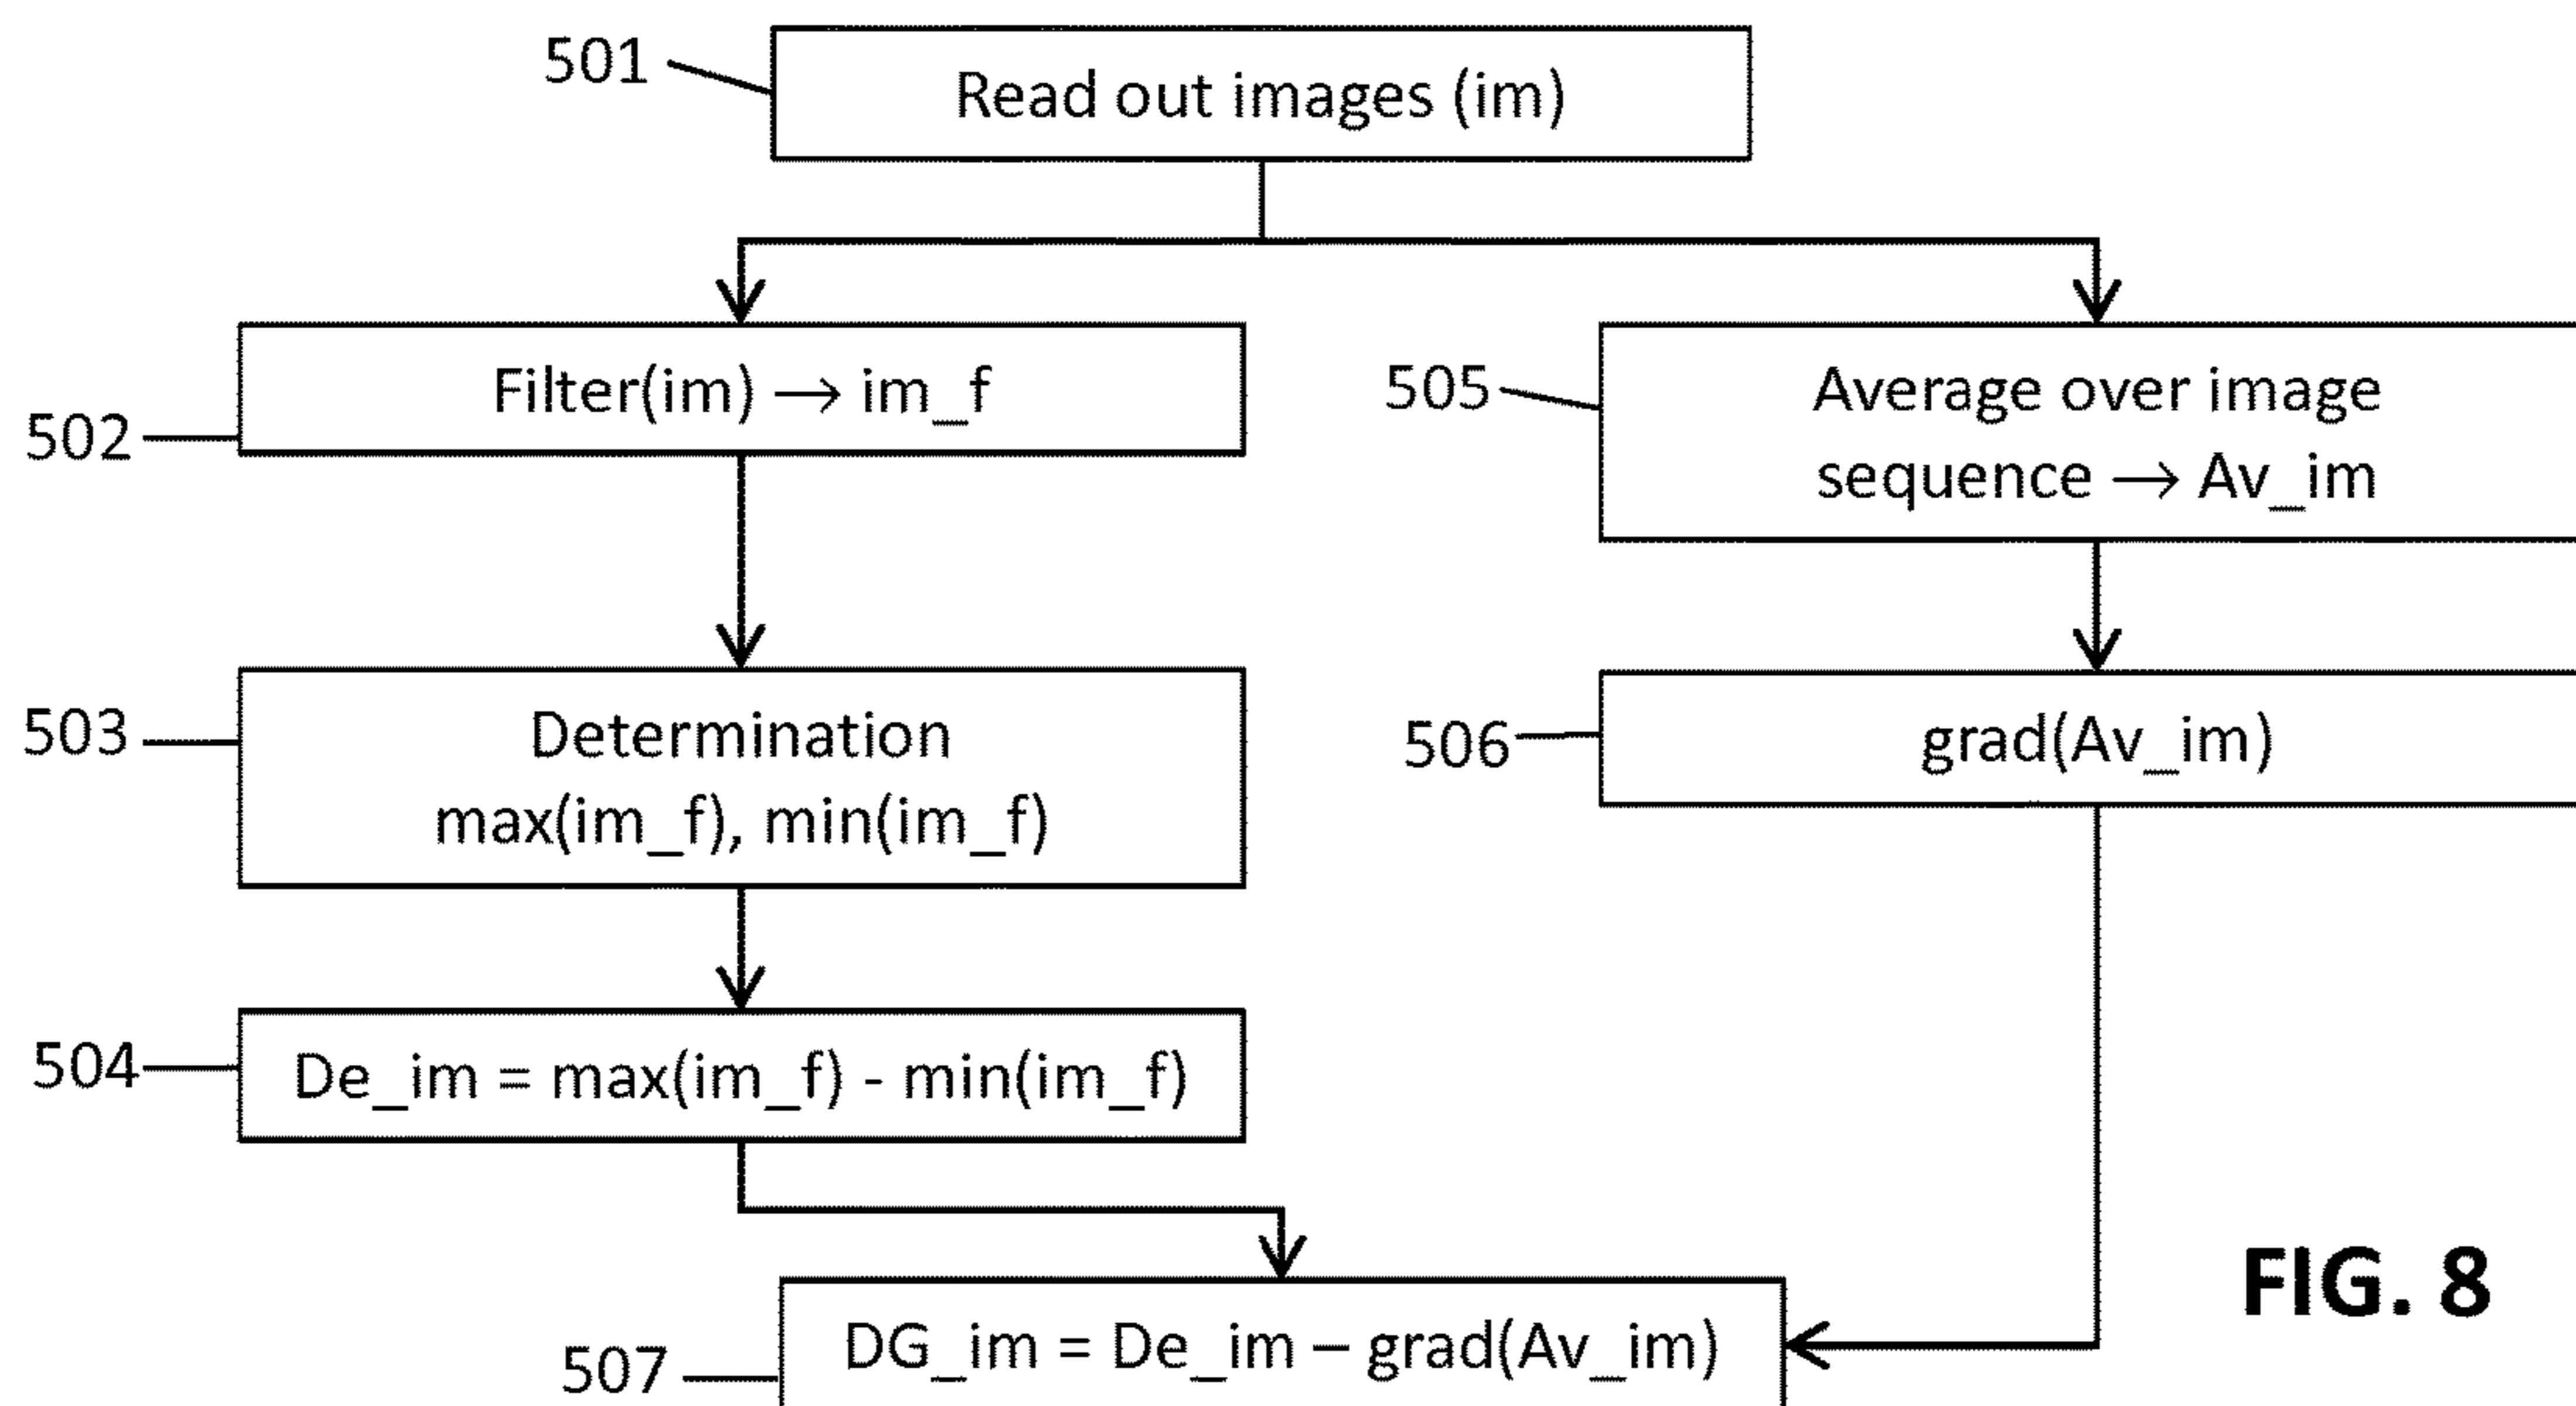 501
Read out images (im)
502
Filter(im) → im_f
505
Average over image
sequence → Av_im
503
Determination
max(im_f), min(im_f)
506
grad(Av_im)
504
De_im = max(im_f) - min(im_f)
507
DG_im = De_im – grad(Av_im)
FIG. 8